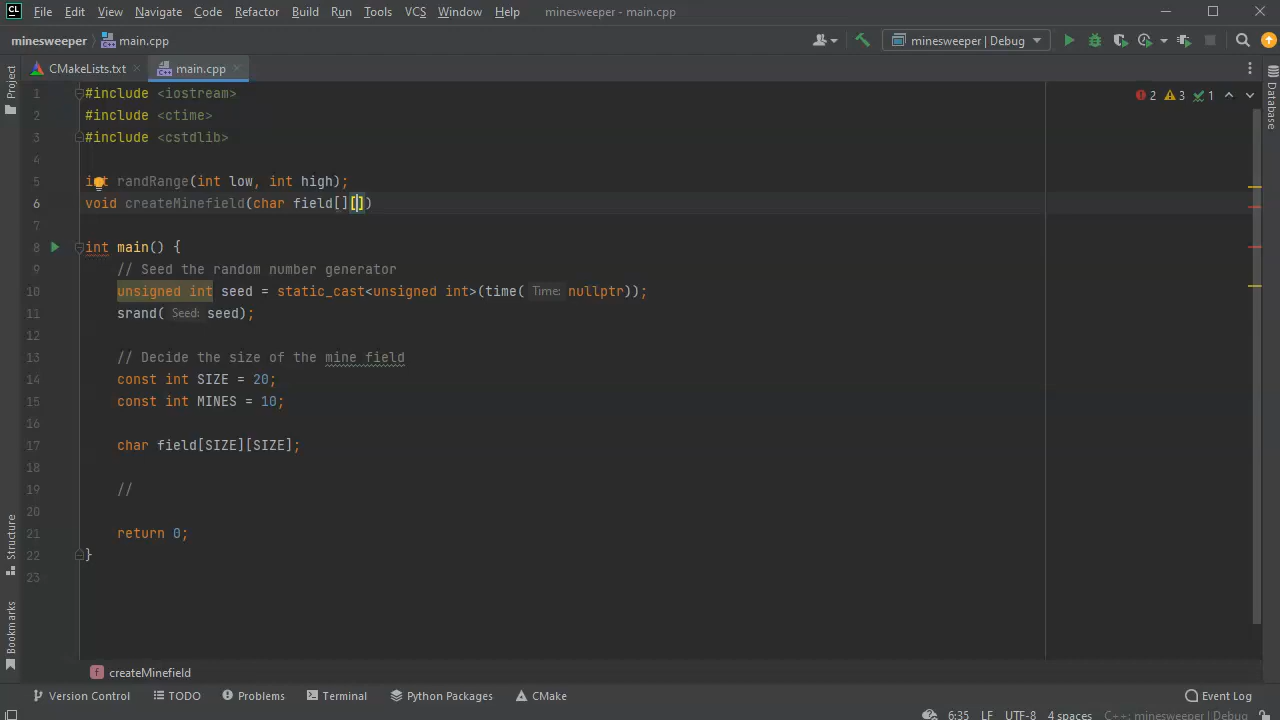 CL File Edit View Navigate Code Refactor Build Run Tools VCS Window Help minesweeper - main.cpp
minesweeper main.cpp minesweeper | Debug
CMakeLists.txt main.cpp
Project
Database
Structure
Bookmarks
2 3 1
1 #include <iostream>
2 #include <ctime>
3 #include <cstdlib>
4
5 int randRange(int low, int high);
6 void createMinefield(char field[][])
7
8 int main() {
9 // Seed the random number generator
10 unsigned int seed = static_cast<unsigned int>(time( Time: nullptr));
11 srand( Seed: seed);
12
13 // Decide the size of the mine field
14 const int SIZE = 20;
15 const int MINES = 10;
16
17 char field[SIZE][SIZE];
18
19 //
20
21 return 0;
22 }
23
f createMinefield
Version Control TODO Problems Terminal Python Packages CMake Event Log
6:35 LF UTF-8 4 spaces C++: minesweeper | Debug